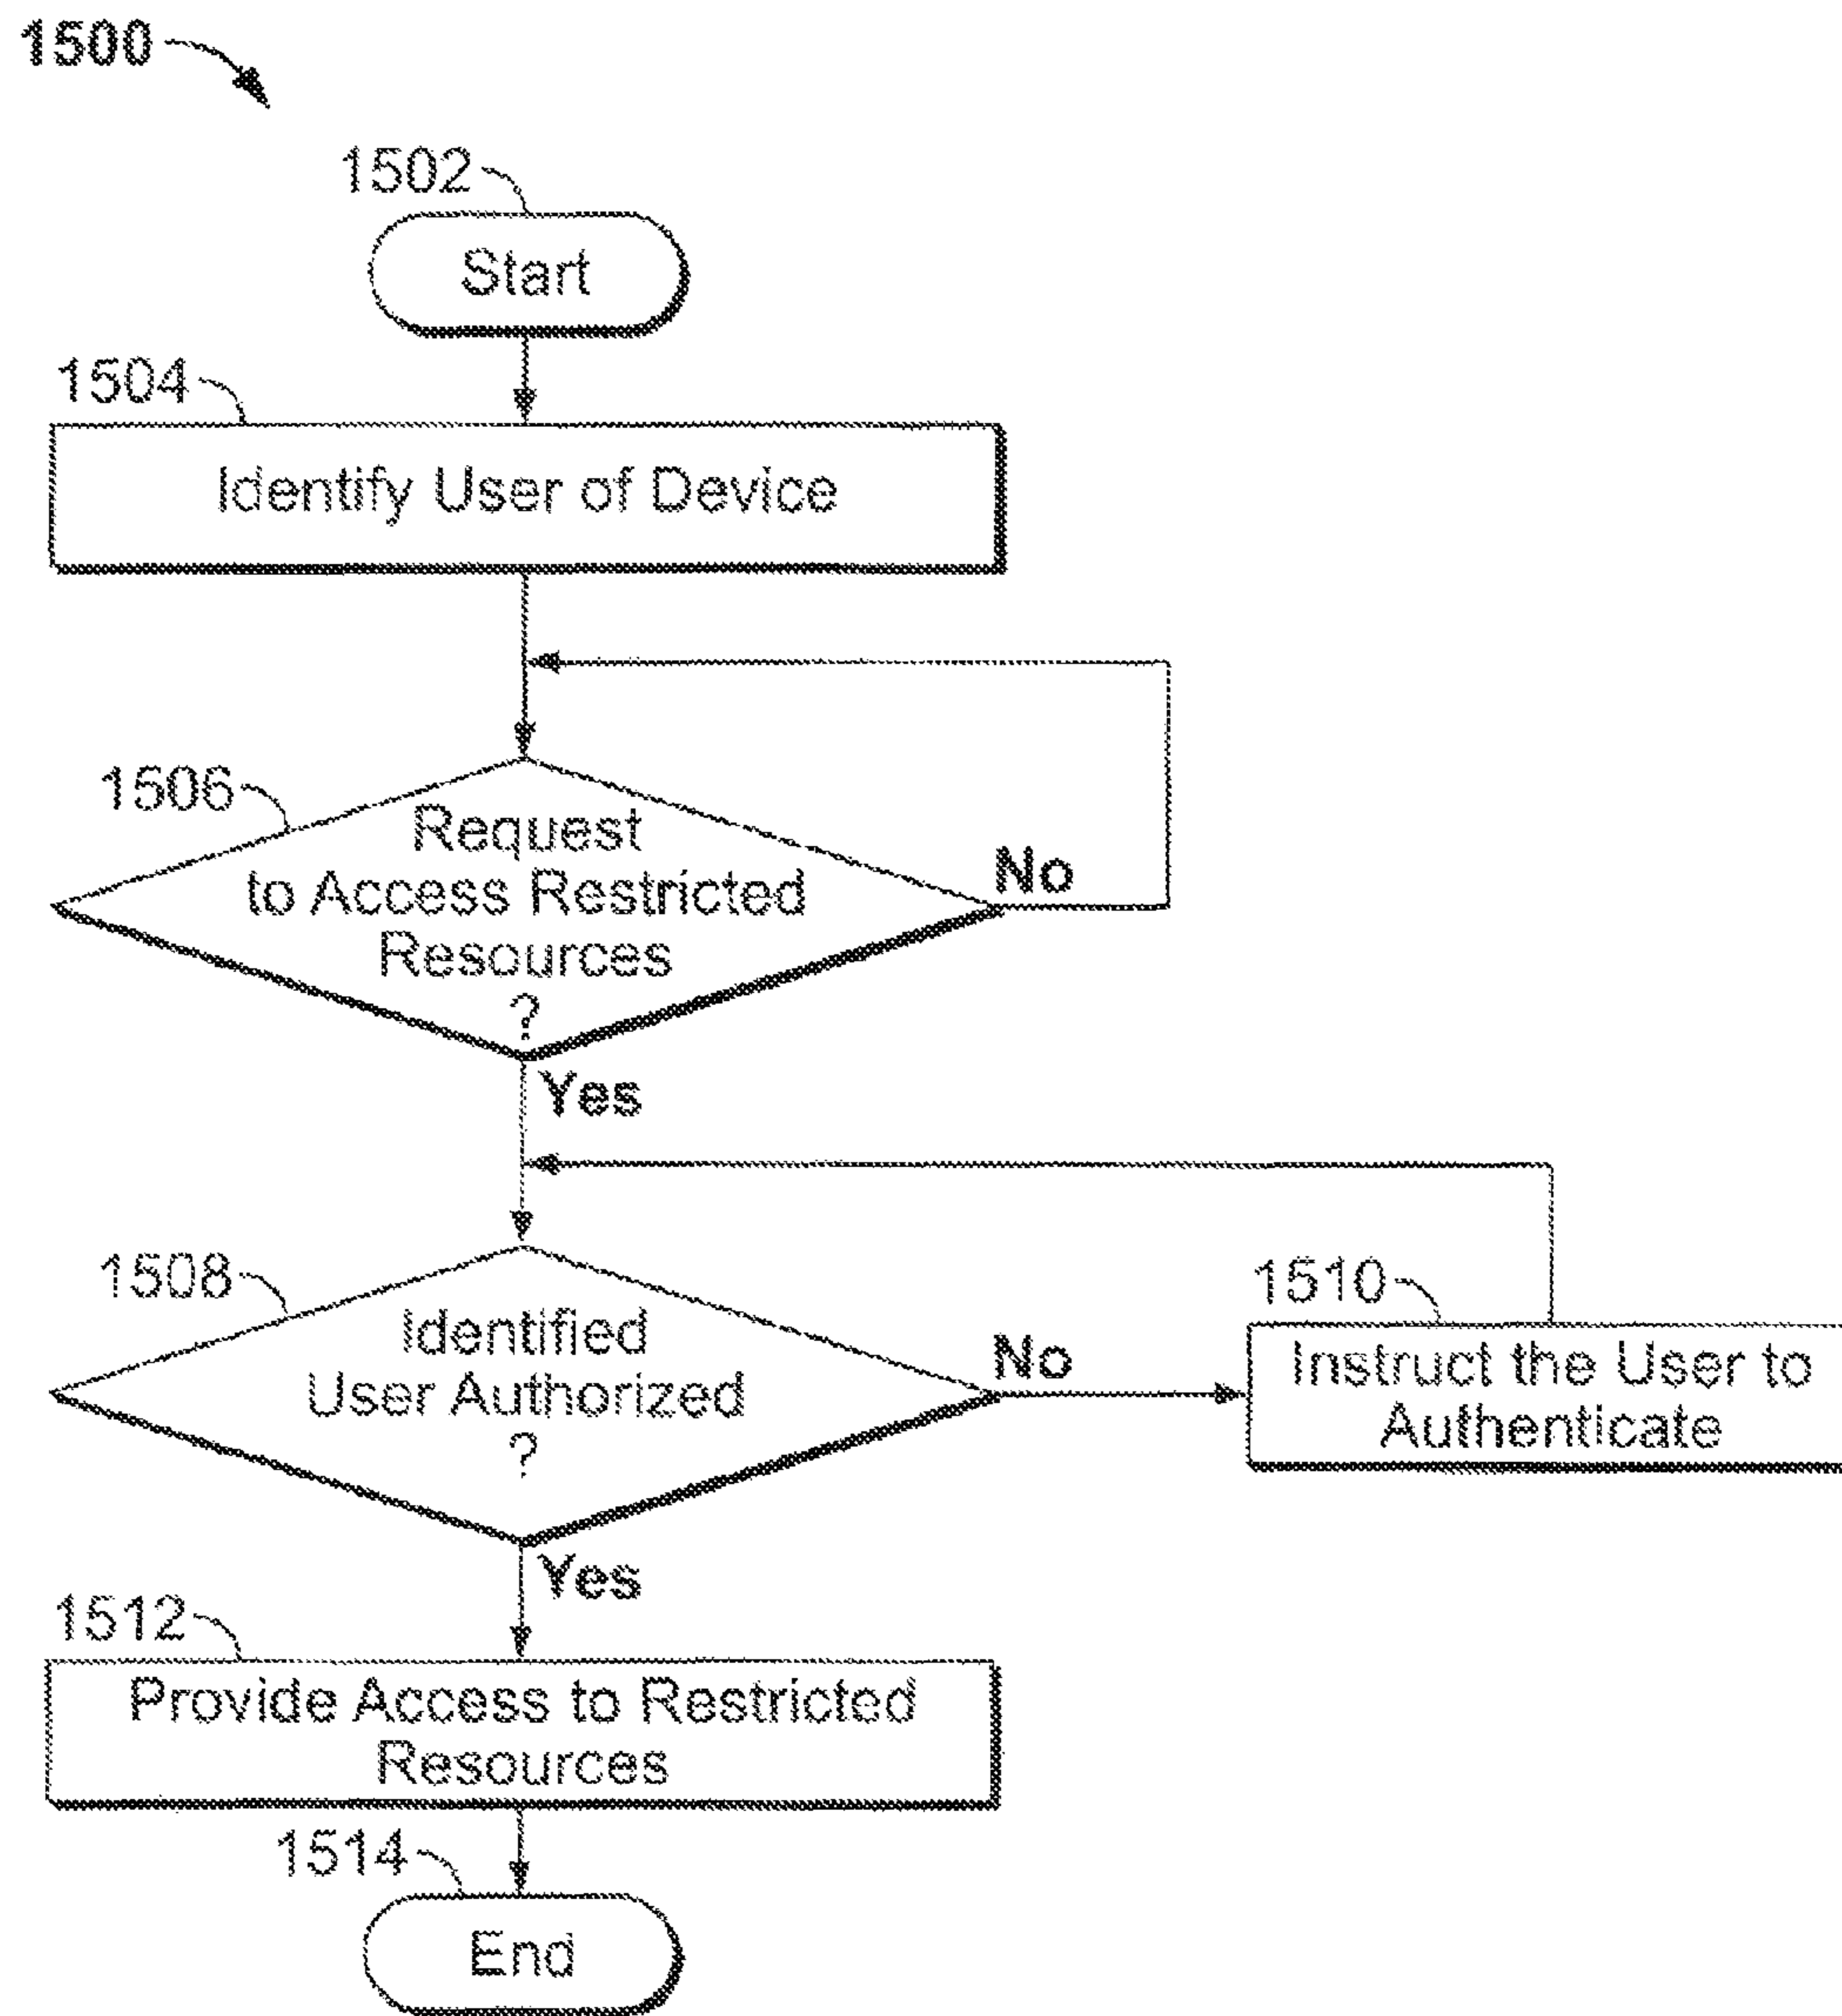 1500
1502
Start
1504
Identify User of Device
1506
Request
to Access Restricted
Resources
?
No
Yes
1508
Identified
User Authorized
?
No
1510
Instruct the User to
Authenticate
Yes
1512
Provide Access to Restricted
Resources
1514
End